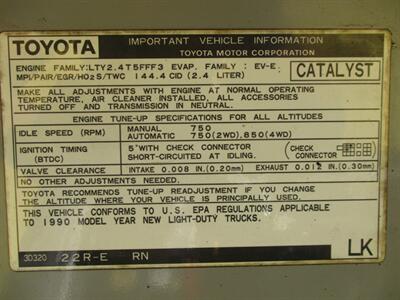 TOYOTA
IMPORTANT VEHICLE INFORMATION
TOYOTA MOTOR CORPORATION
ENGINE FAMILY:LTY2.4T5FFF3 EVAP. FAMILY : EV-E.
MPI/PAIR/EGR/HO2S/TWC 144.4 CID (2.4 LITER)
CATALYST
MAKE ALL ADJUSTMENTS WITH ENGINE AT NORMAL OPERATING
TEMPERATURE, AIR CLEANER INSTALLED, ALL ACCESSORIES
TURNED OFF AND TRANSMISSION IN NEUTRAL.
ENGINE TUNE-UP SPECIFICATIONS FOR ALL ALTITUDES
IDLE SPEED (RPM) MANUAL 750
AUTOMATIC 750(2WD),850(4WD)
IGNITION TIMING 5°WITH CHECK CONNECTOR (CHECK
(BTDC) SHORT-CIRCUITED AT IDLING. CONNECTOR )
VALVE CLEARANCE INTAKE 0.008 IN.(0.20mm) EXHAUST 0.012 IN.(0.30mm)
NO OTHER ADJUSTMENTS NEEDED.
TOYOTA RECOMMENDS TUNE-UP READJUSTMENT IF YOU CHANGE
THE ALTITUDE WHERE YOUR VEHICLE IS PRINCIPALLY USED.
THIS VEHICLE CONFORMS TO U.S. EPA REGULATIONS APPLICABLE
TO 1990 MODEL YEAR NEW LIGHT-DUTY TRUCKS.
3D320 22R-E RN LK